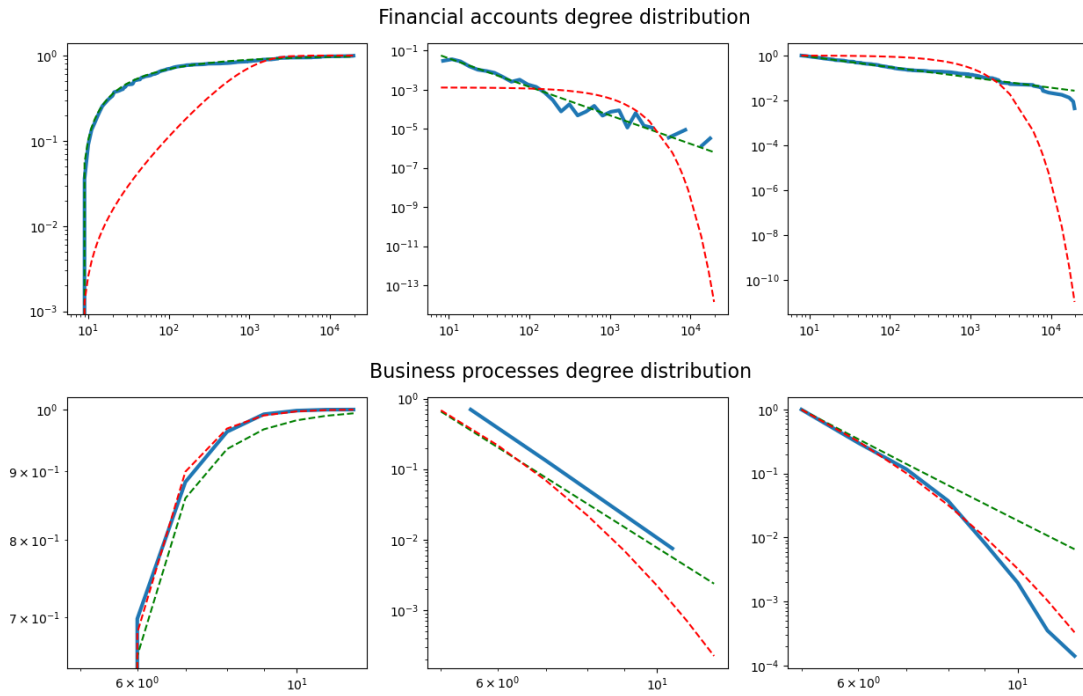 Financial accounts degree distribution
10⁰
10⁻¹
10⁻²
10⁻³
10¹ 10² 10³ 10⁴
10⁻¹
10⁻³
10⁻⁵
10⁻⁷
10⁻⁹
10⁻¹¹
10⁻¹³
10¹ 10² 10³ 10⁴
10⁰
10⁻²
10⁻⁴
10⁻⁶
10⁻⁸
10⁻¹⁰
10¹ 10² 10³ 10⁴
Business processes degree distribution
10⁰
9 × 10⁻¹
8 × 10⁻¹
7 × 10⁻¹
6 × 10⁰ 10¹
10⁰
10⁻¹
10⁻²
10⁻³
6 × 10⁰ 10¹
10⁰
10⁻¹
10⁻²
10⁻³
10⁻⁴
6 × 10⁰ 10¹